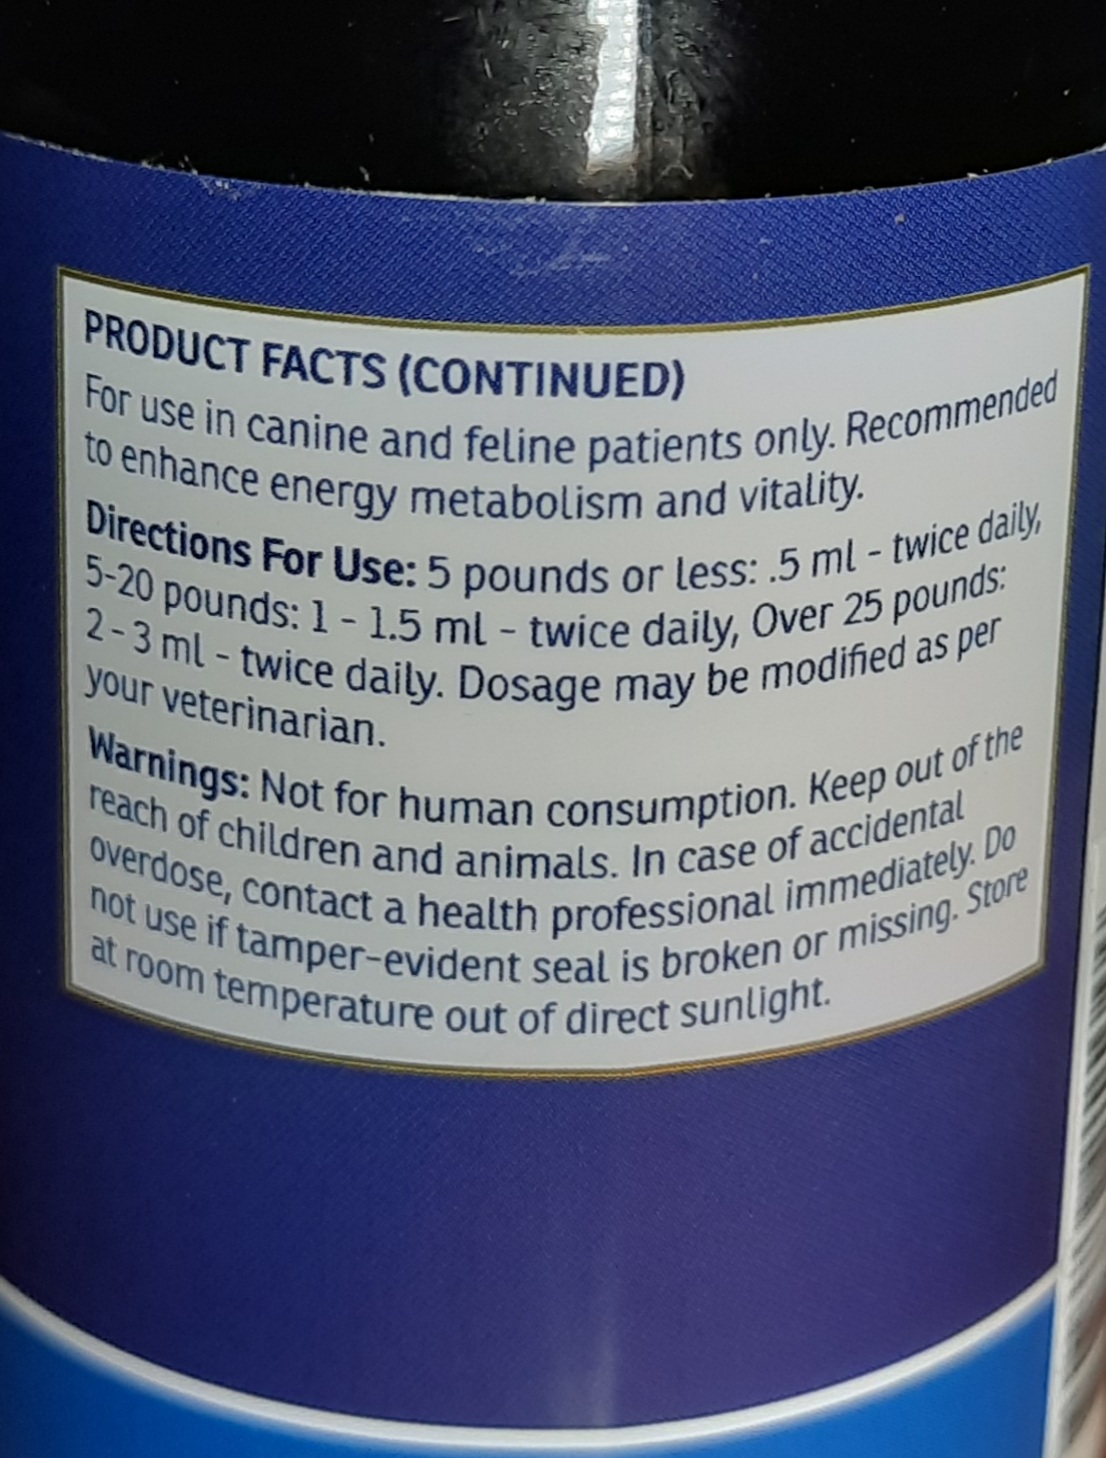 PRODUCT FACTS (CONTINUED)
For use in canine and feline patients only. Recommended
to enhance energy metabolism and vitality.
Directions For Use: 5 pounds or less: .5 ml - twice daily,
5-20 pounds: 1 - 1.5 ml - twice daily, Over 25 pounds:
2 - 3 ml - twice daily. Dosage may be modified as per
your veterinarian.
Warnings: Not for human consumption. Keep out of the
reach of children and animals. In case of accidental
overdose, contact a health professional immediately. Do
not use if tamper-evident seal is broken or missing. Store
at room temperature out of direct sunlight.